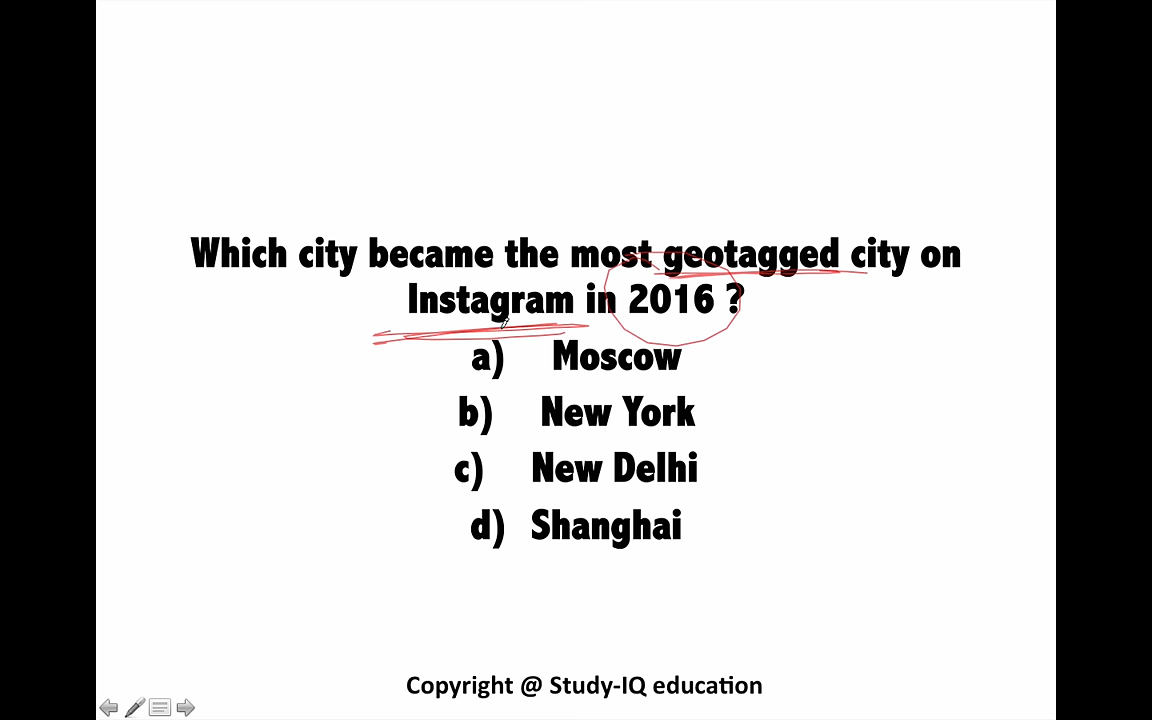 Which city became the most geotagged city on
Instagram in 2016 ?
a) Moscow
b) New York
c) New Delhi
d) Shanghai
Copyright @ Study-IQ education